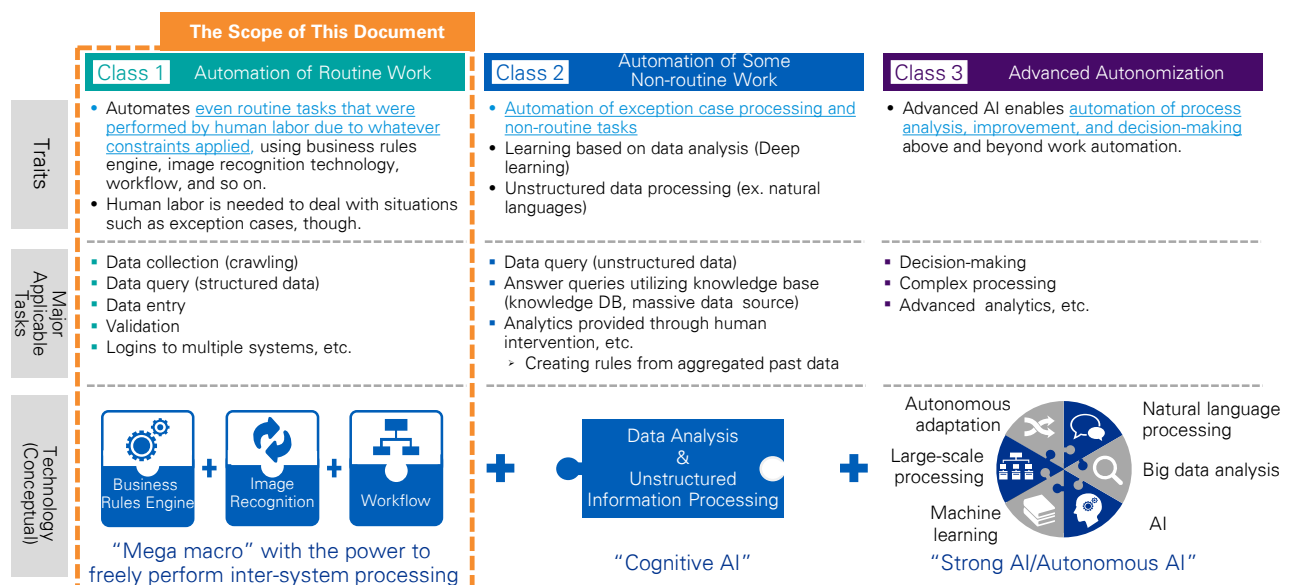 The Scope of This Document
Class 1
Automation of Routine Work
Class 2
Automation of Some
Non-routine Work
Class 3
Advanced Autonomization
Traits
• Automates even routine tasks that were
performed by human labor due to whatever
constraints applied, using business rules
engine, image recognition technology,
workflow, and so on.
• Human labor is needed to deal with situations
such as exception cases, though.
• Automation of exception case processing and
non-routine tasks
• Learning based on data analysis (Deep
learning)
• Unstructured data processing (ex. natural
languages)
• Advanced AI enables automation of process
analysis, improvement, and decision-making
above and beyond work automation.
Major
Applicable
Tasks
▪ Data collection (crawling)
▪ Data query (structured data)
▪ Data entry
▪ Validation
▪ Logins to multiple systems, etc.
▪ Data query (unstructured data)
▪ Answer queries utilizing knowledge base
(knowledge DB, massive data source)
▪ Analytics provided through human
intervention, etc.
➢ Creating rules from aggregated past data
▪ Decision-making
▪ Complex processing
▪ Advanced analytics, etc.
Technology
(Conceptual)
Business
Rules Engine
+
Image
Recognition
+
Workflow
"Mega macro" with the power to
freely perform inter-system processing
+
Data Analysis
&
Unstructured
Information Processing
"Cognitive AI"
+
Autonomous
adaptation
Large-scale
processing
Machine
learning
Natural language
processing
Big data analysis
AI
"Strong AI/Autonomous AI"